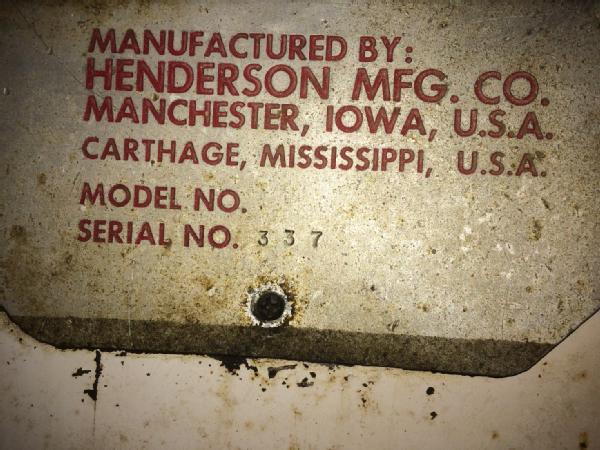 MANUFACTURED BY:
HENDERSON MFG. CO.
MANCHESTER, IOWA, U.S.A.
CARTHAGE, MISSISSIPPI, U.S.A.
MODEL NO.
SERIAL NO. 337